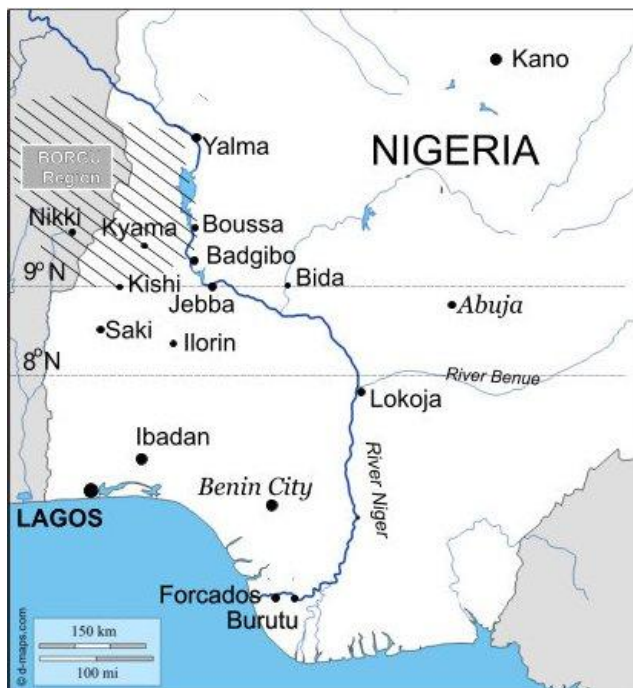 Kano
NIGERIA
Yalma
BORGU
Region
Nikki
Kyama
Boussa
Badgibo
9° N
Kishi
Jebba
Bida
Abuja
Saki
Ilorin
8° N
River Benue
Lokoja
Ibadan
Benin City
River Niger
LAGOS
Forcados
Burutu
150 km
100 mi
© d-maps.com